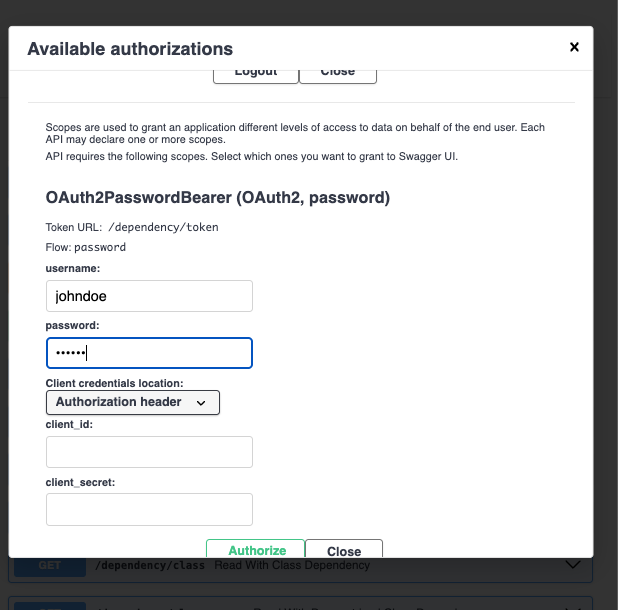 Available authorizations
×
Logout
Close
Scopes are used to grant an application different levels of access to data on behalf of the end user. Each
API may declare one or more scopes.
API requires the following scopes. Select which ones you want to grant to Swagger UI.
OAuth2PasswordBearer (OAuth2, password)
Token URL: /dependency/token
Flow: password
username:
johndoe
password:
••••••
Client credentials location:
Authorization header
client_id:
client_secret:
Authorize
Close
GET
/dependency/class
Read With Class Dependency